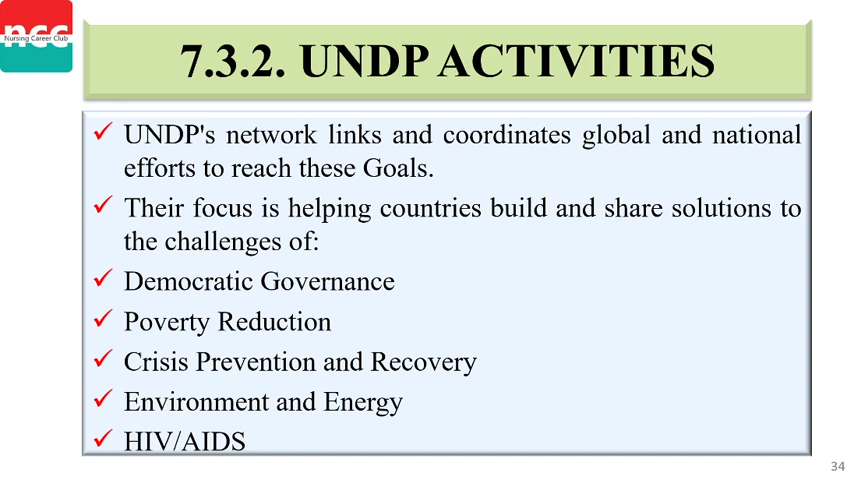 ncc
Nursing Career Club
7.3.2. UNDP ACTIVITIES
✓ UNDP's network links and coordinates global and national
efforts to reach these Goals.
✓ Their focus is helping countries build and share solutions to
the challenges of:
✓ Democratic Governance
✓ Poverty Reduction
✓ Crisis Prevention and Recovery
✓ Environment and Energy
✓ HIV/AIDS
34